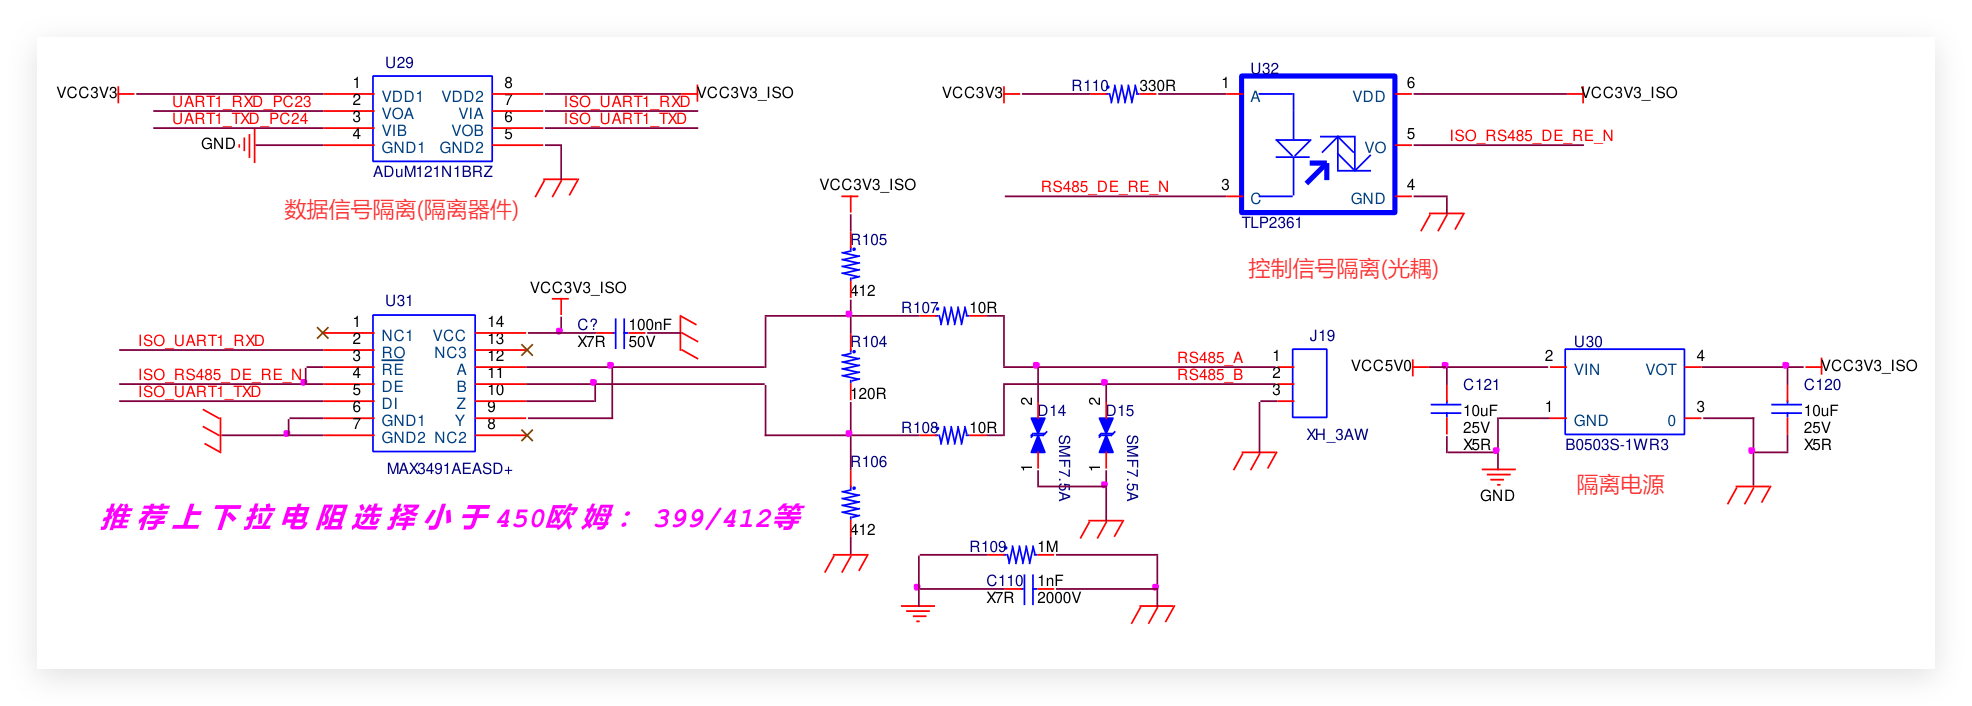 U29
VCC3V3
1
8
VCC3V3_ISO
VDD1
VDD2
UART1_RXD_PC23
2
7
ISO_UART1_RXD
VOA
VIA
UART1_TXD_PC24
3
6
ISO_UART1_TXD
VIB
VOB
GND
4
5
GND1
GND2
ADuM121N1BRZ
数据信号隔离(隔离器件)
U32
VCC3V3
R110
330R
1
6
VCC3V3_ISO
A
VDD
5
ISO_RS485_DE_RE_N
VO
RS485_DE_RE_N
3
4
C
GND
TLP2361
控制信号隔离(光耦)
VCC3V3_ISO
R105
412
R107
10R
R104
120R
R108
10R
R106
412
U31
VCC3V3_ISO
1
14
C?
100nF
NC1
VCC
X7R
50V
ISO_UART1_RXD
2
13
RO
NC3
3
12
RE
A
ISO_RS485_DE_RE_N
4
11
DE
B
ISO_UART1_TXD
5
10
DI
Z
6
9
GND1
Y
7
8
GND2
NC2
MAX3491AEASD+
推荐上下拉电阻选择小于450欧姆：399/412等
J19
RS485_A
1
RS485_B
2
3
XH_3AW
2
D14
1
SMF7.5A
2
D15
1
SMF7.5A
R109
1M
C110
1nF
X7R
2000V
U30
VCC5V0
2
4
VCC3V3_ISO
VIN
VOT
C121
10uF
25V
X5R
1
3
GND
0
B0503S-1WR3
C120
10uF
25V
X5R
GND
隔离电源